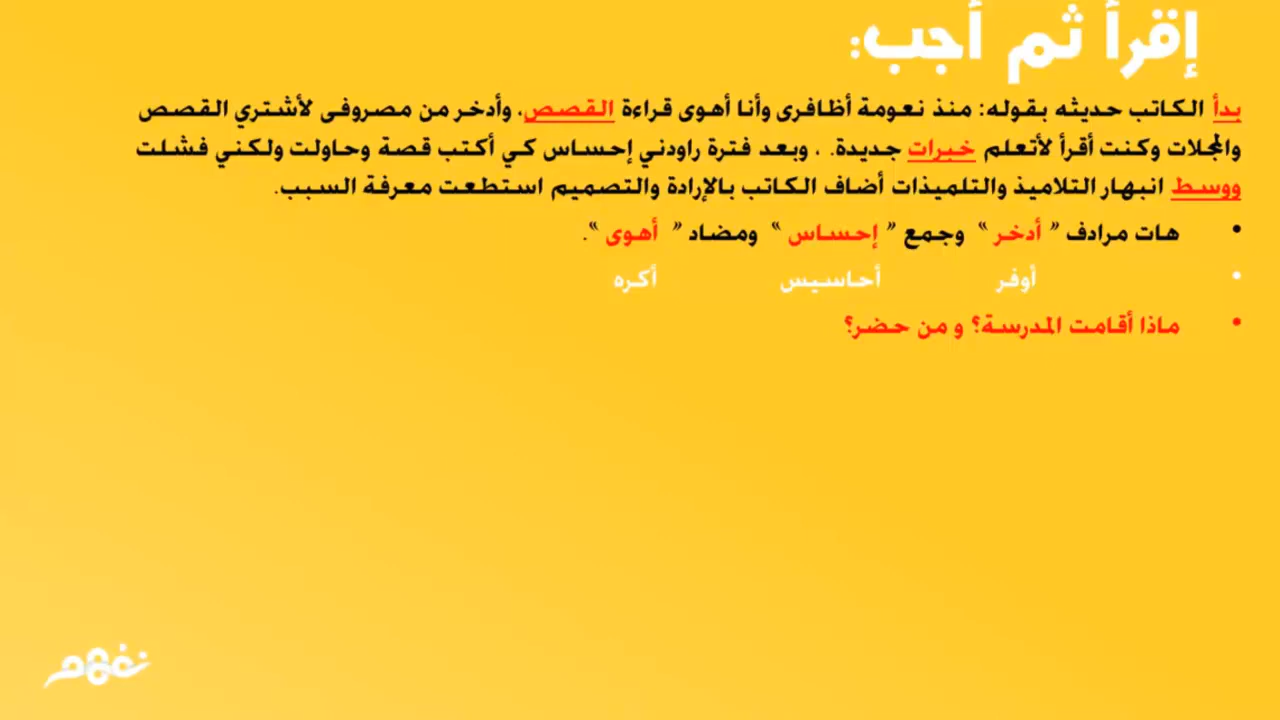 إقرأ ثم أجب:
بدأ الكاتب حديثه بقوله: منذ نعومة أظافرى وأنا أهوى قراءة القصص، وأدخر من مصروفى لأشتري القصص
والمجلات وكنت أقرأ لأتعلم خبرات جديدة. ، وبعد فترة راودني إحساس كي أكتب قصة وحاولت ولكني فشلت
ووسط انبهار التلاميذ والتلميذات أضاف الكاتب بالإرادة والتصميم استطعت معرفة السبب.
• هات مرادف " أدخر " وجمع " إحساس " ومضاد " أهوى ".
• أوفر أحاسيس أكره
• ماذا أقامت المدرسة؟ و من حضر؟
نفهم